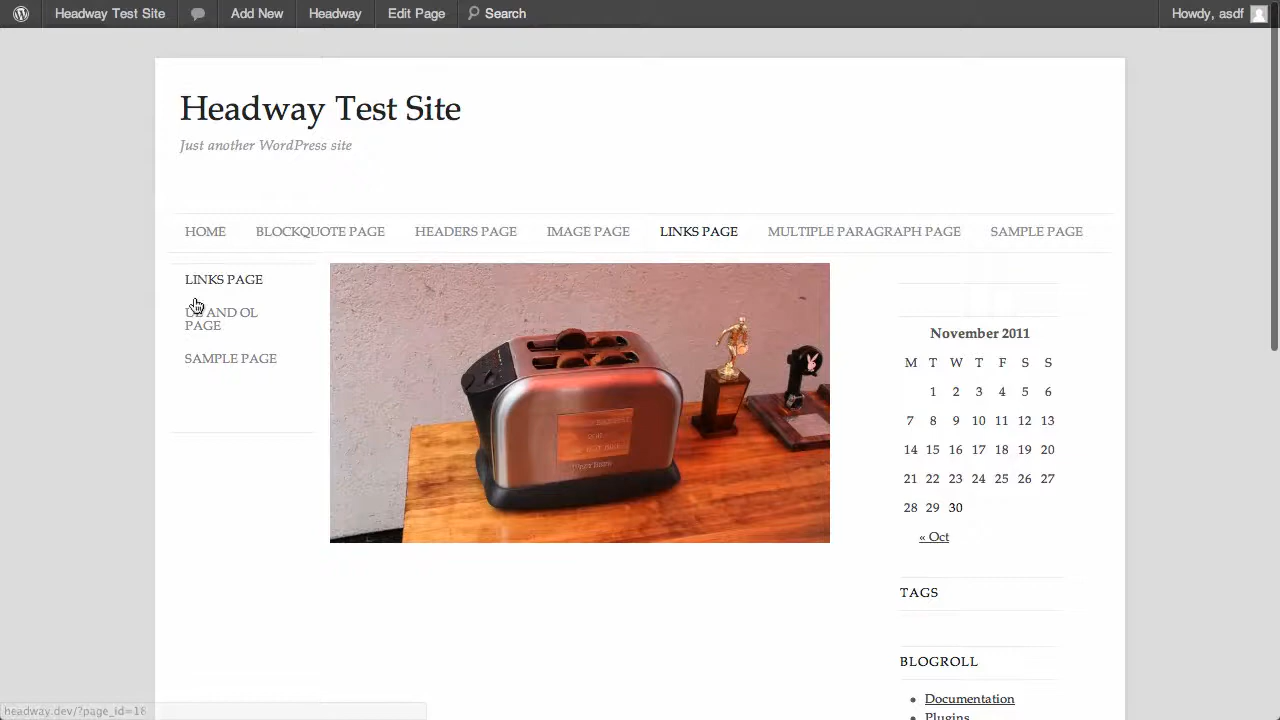 Headway Test Site Add New Headway Edit Page Search Howdy, asdf
Headway Test Site
Just another WordPress site
HOME BLOCKQUOTE PAGE HEADERS PAGE IMAGE PAGE LINKS PAGE MULTIPLE PARAGRAPH PAGE SAMPLE PAGE
LINKS PAGE
AND OL
PAGE
SAMPLE PAGE
November 2011
M T W T F S S
1 2 3 4 5 6
7 8 9 10 11 12 13
14 15 16 17 18 19 20
21 22 23 24 25 26 27
28 29 30
« Oct
TAGS
BLOGROLL
Documentation
Plugins
headway.dev/?page_id=18